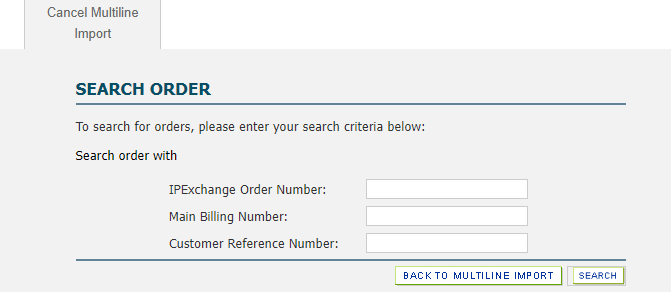 Cancel Multiline
Import
SEARCH ORDER
To search for orders, please enter your search criteria below:
Search order with
IPExchange Order Number:
Main Billing Number:
Customer Reference Number:
BACK TO MULTILINE IMPORT SEARCH